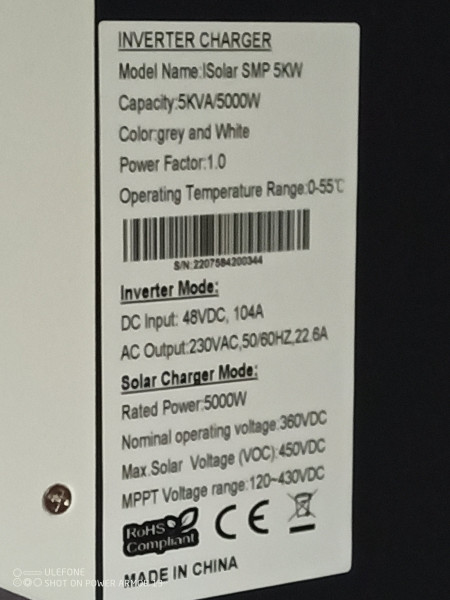 INVERTER CHARGER
Model Name:ISolar SMP 5KW
Capacity:5KVA/5000W
Color:grey and White
Power Factor:1.0
Operating Temperature Range:0-55℃
S/N:2207584200344
Inverter Mode:
DC Input: 48VDC, 104A
AC Output:230VAC,50/60HZ,22.6A
Solar Charger Mode:
Rated Power:5000W
Nominal operating voltage:360VDC
Max.Solar Voltage (VOC):450VDC
MPPT Voltage range:120~430VDC
RoHS
Compliant
CE
MADE IN CHINA
ULEFONE
SHOT ON POWER ARMOR 19